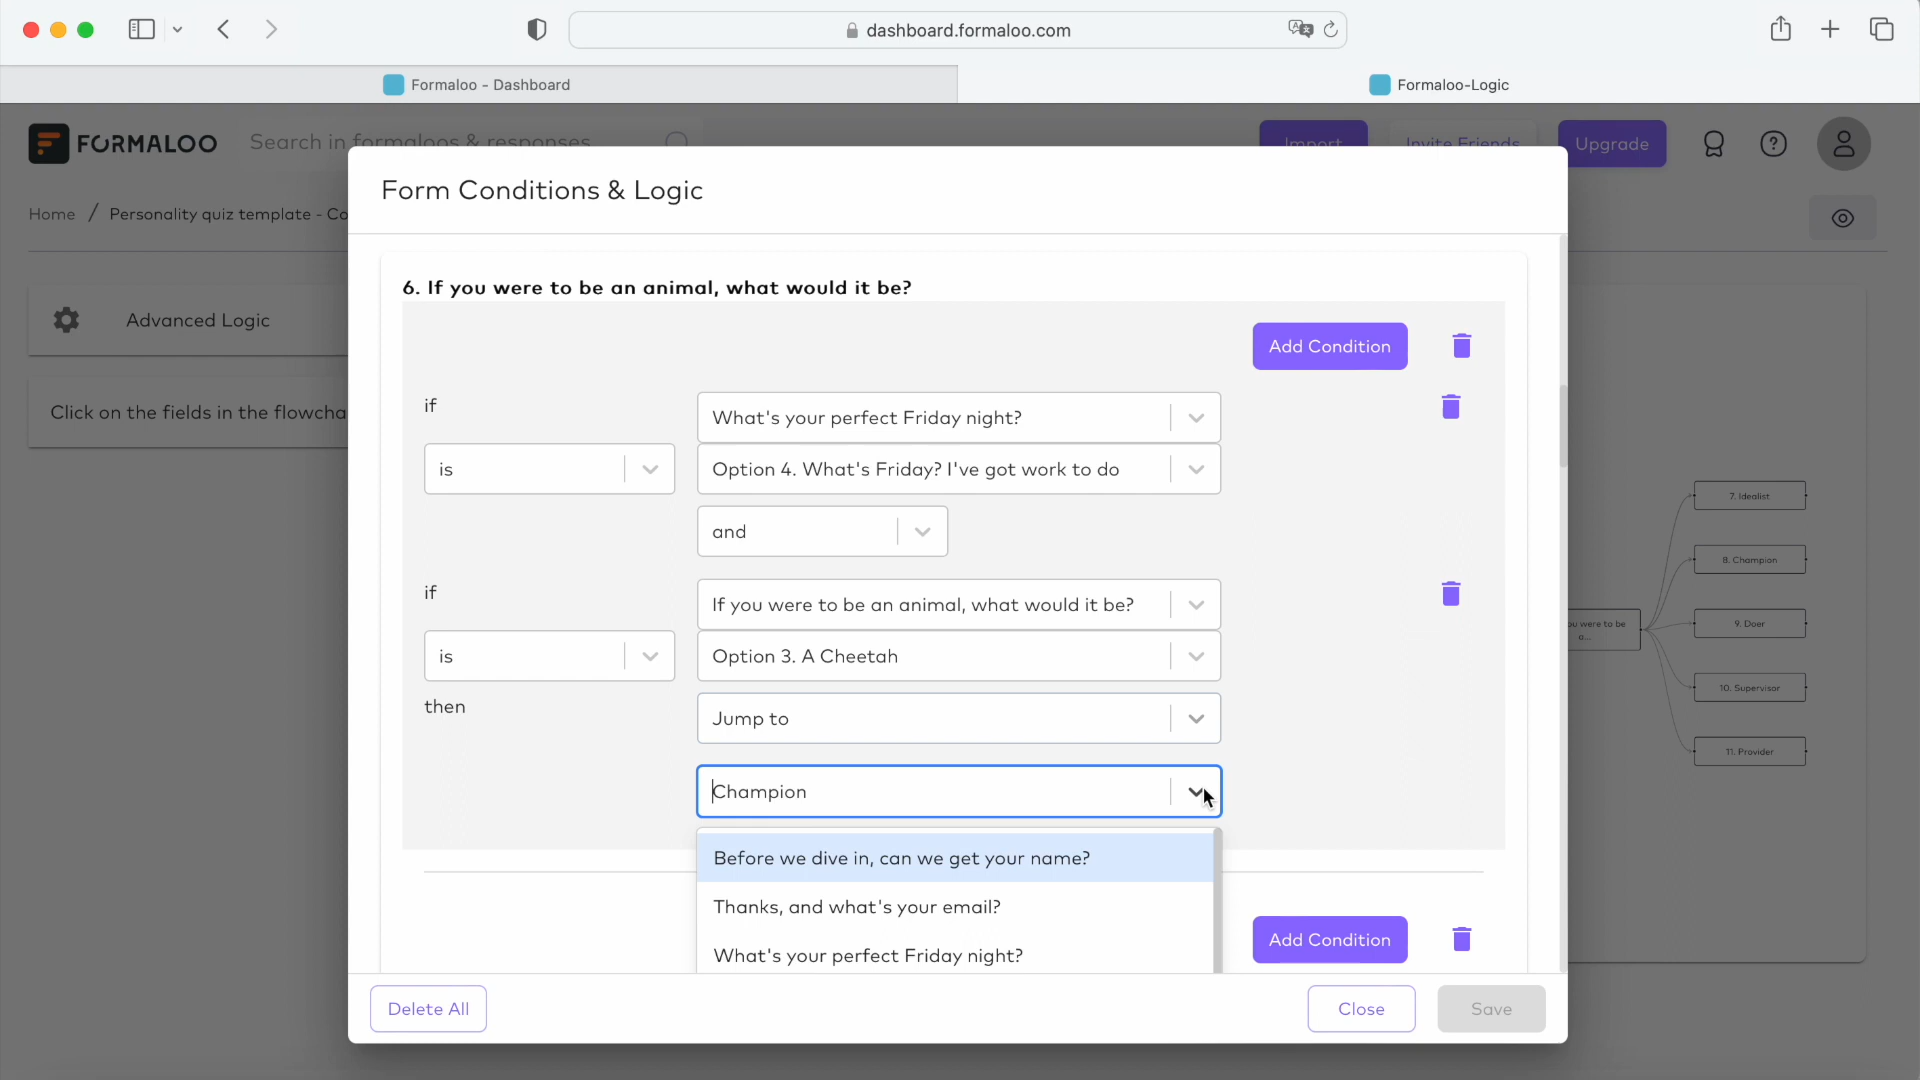 dashboard.formaloo.com
Formaloo - Dashboard
Formaloo-Logic
FORMALOO
Search in formaloos & responses
Import
Invite Friends
Upgrade
Home / Personality quiz template - Co
Form Conditions & Logic
Advanced Logic
Click on the fields in the flowcha
6. If you were to be an animal, what would it be?
Add Condition
if
What's your perfect Friday night?
is
Option 4. What's Friday? I've got work to do
and
if
If you were to be an animal, what would it be?
is
Option 3. A Cheetah
then
Jump to
Champion
Before we dive in, can we get your name?
Thanks, and what's your email?
What's your perfect Friday night?
Add Condition
Delete All
Close
Save
7. Idealist
8. Champion
ou were to be
a...
9. Doer
10. Supervisor
11. Provider